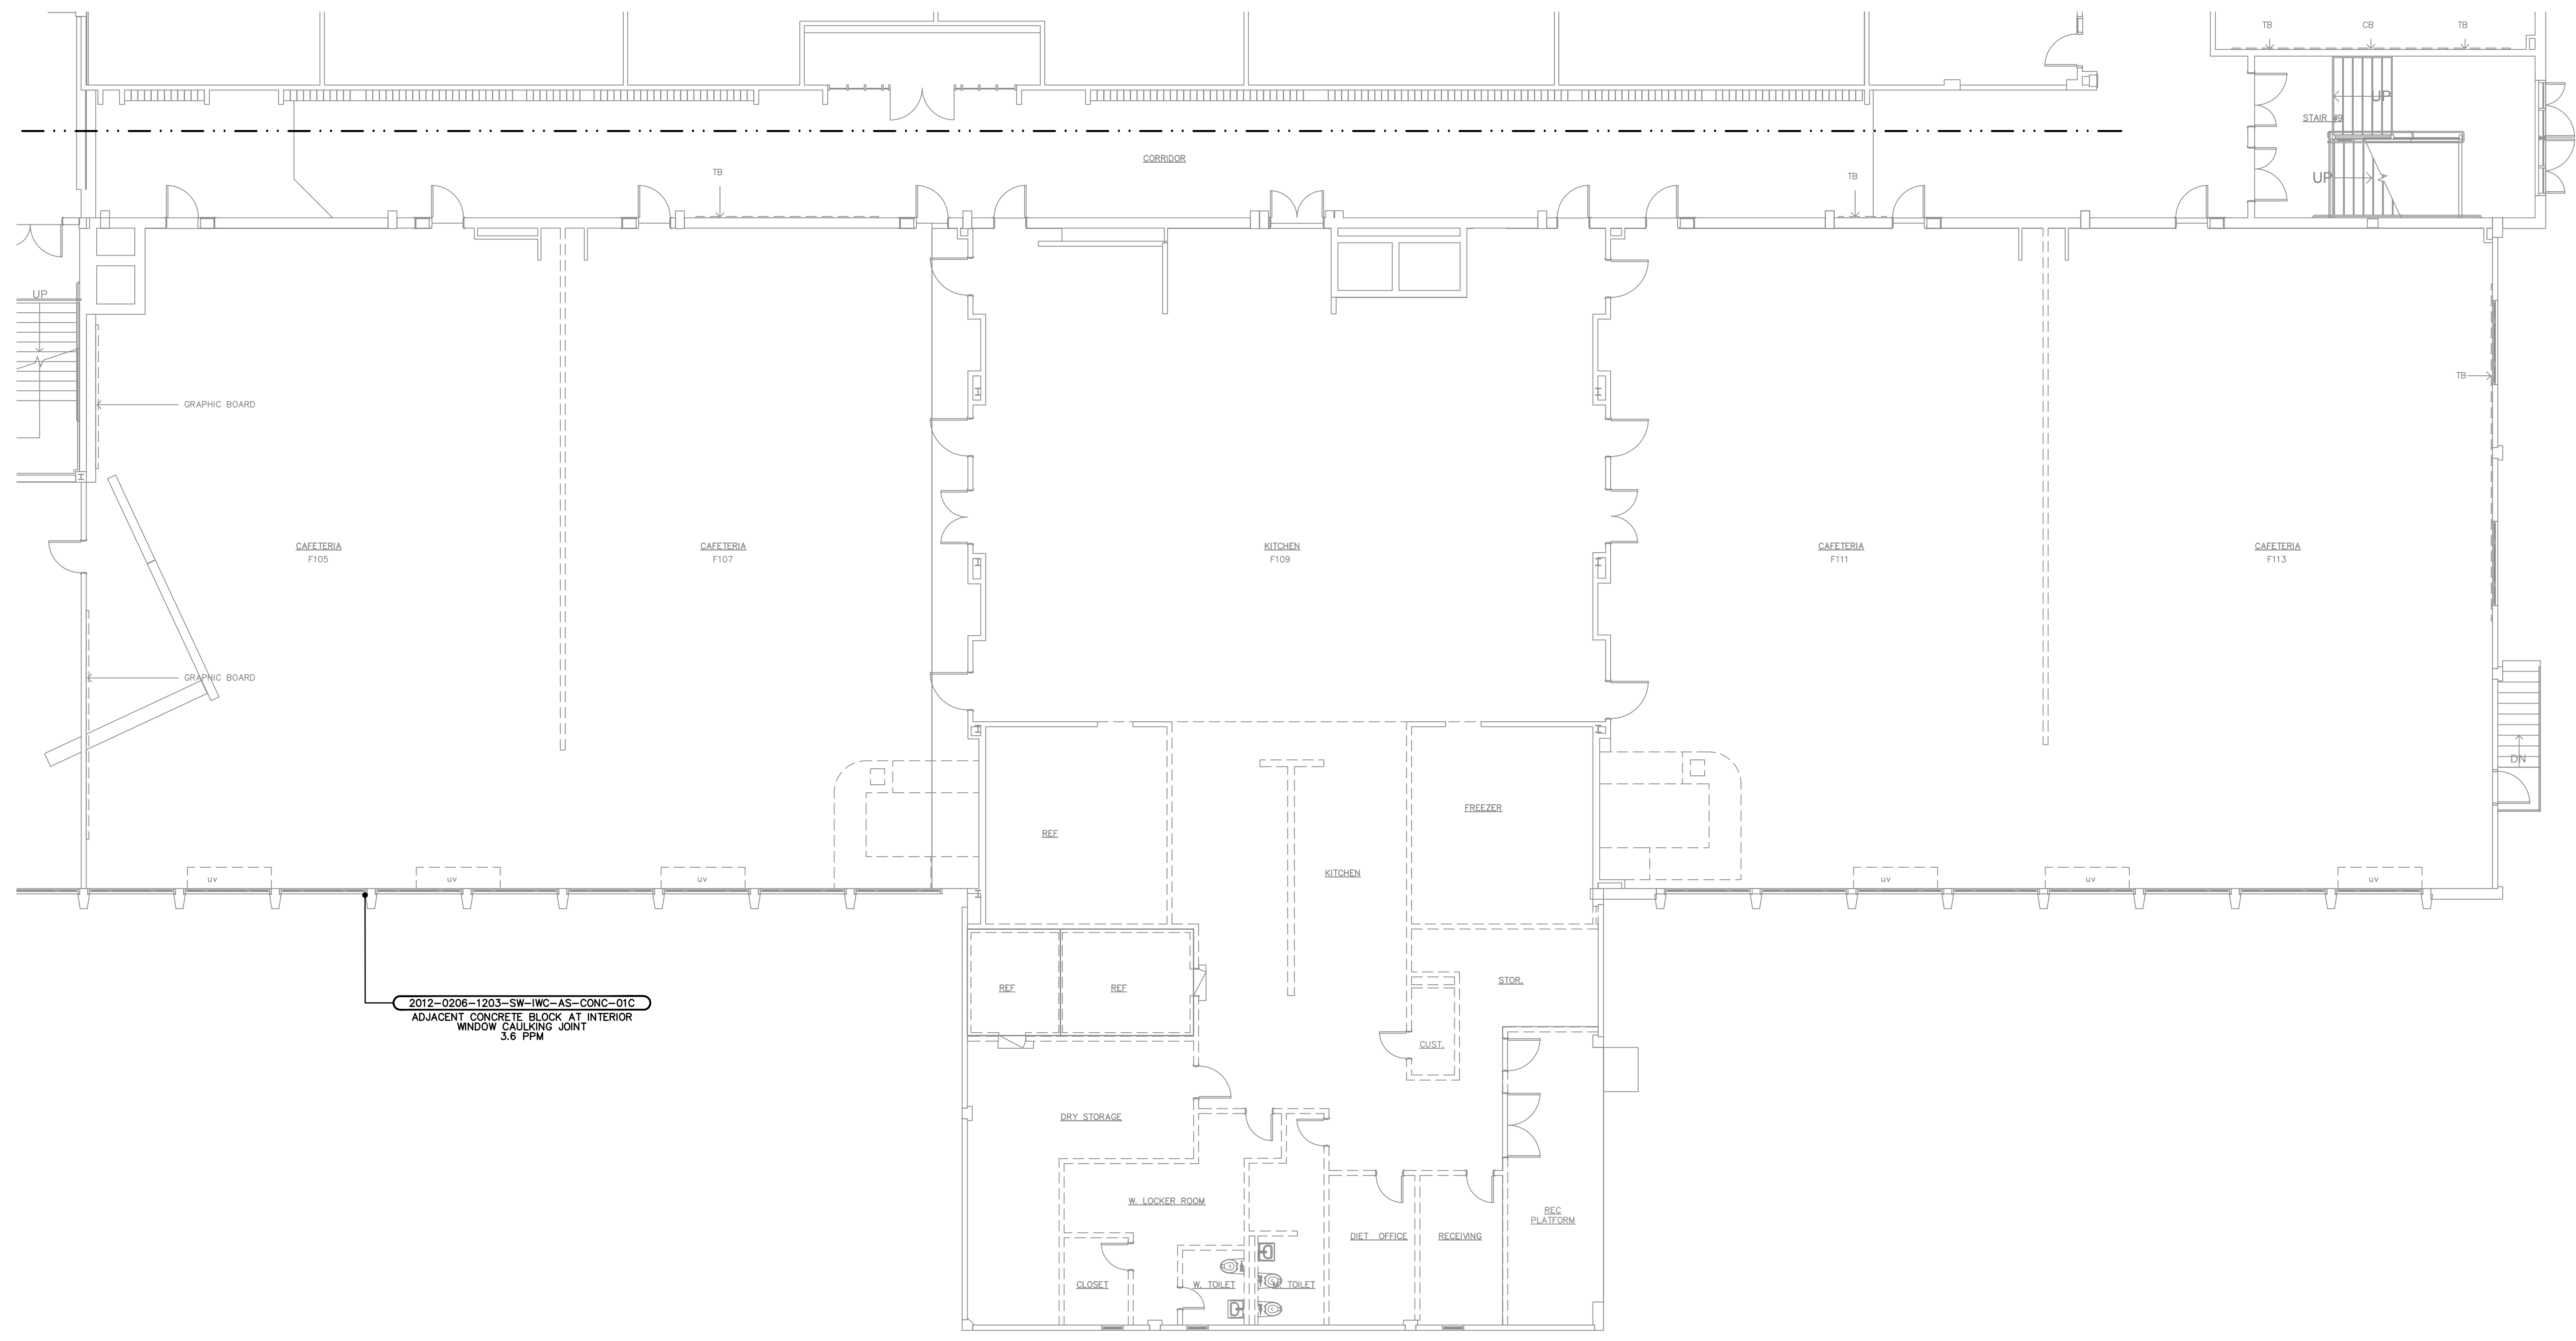 TB
CB
TB
UP
STAIR #9
CORRIDOR
TB
TB
UP
UP
TB
GRAPHIC BOARD
CAFETERIA
F105
CAFETERIA
F107
KITCHEN
F109
CAFETERIA
F111
CAFETERIA
F113
GRAPHIC BOARD
DN
FREEZER
REF
KITCHEN
uv
uv
uv
uv
uv
uv
REF
REF
STOR.
2012-0206-1203-SW-IWC-AS-CONC-01C
ADJACENT CONCRETE BLOCK AT INTERIOR
WINDOW CAULKING JOINT
3.6 PPM
CUST.
DRY STORAGE
W. LOCKER ROOM
REC
PLATFORM
DIET OFFICE
RECEIVING
CLOSET
W. TOILET
TOILET